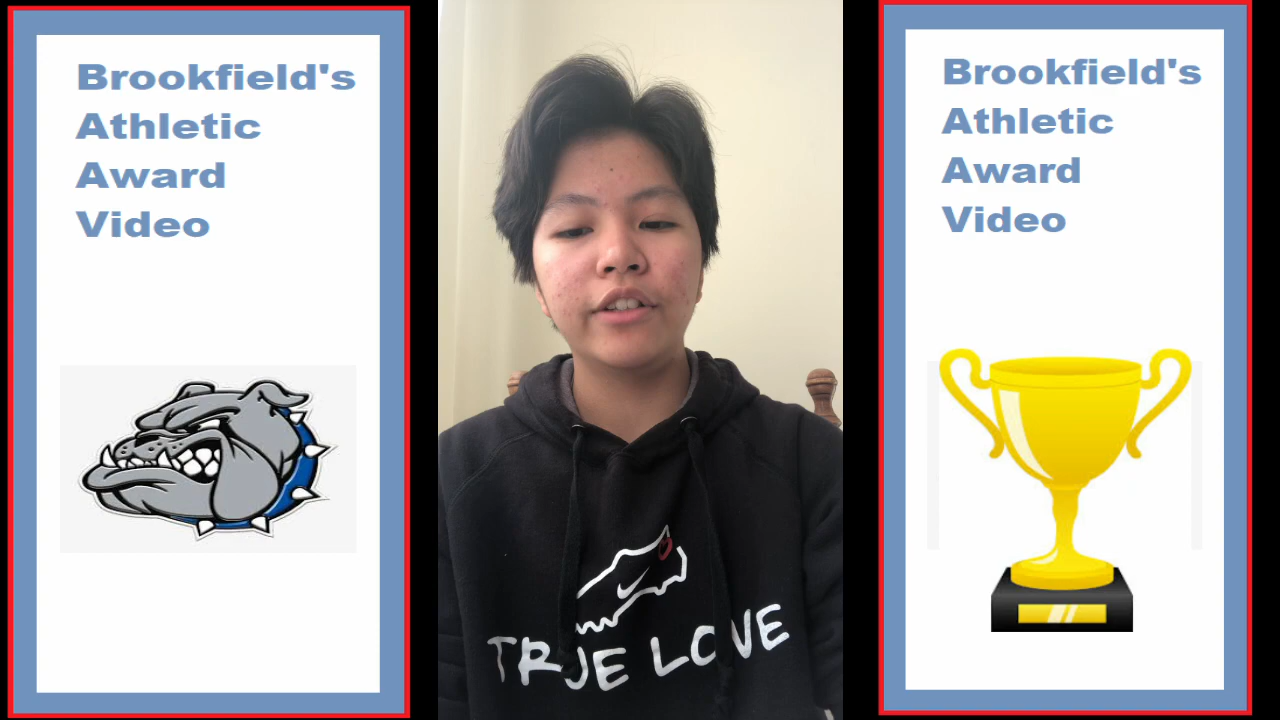 Brookfield's
Athletic
Award
Video
TRUE LOVE
Brookfield's
Athletic
Award
Video